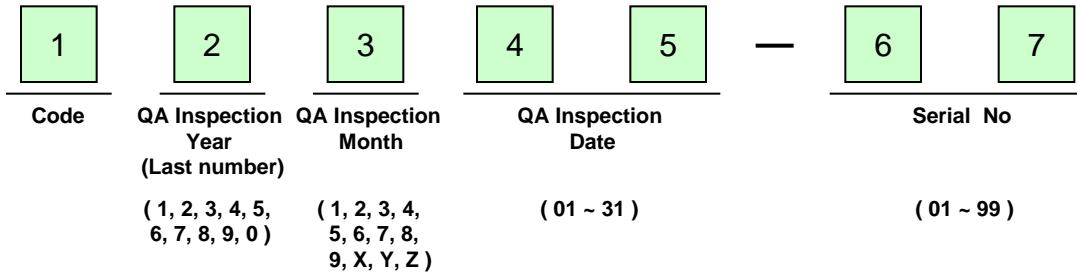 1 2 3 4 5 — 6 7
Code QA Inspection Year (Last number) QA Inspection Month QA Inspection Date Serial No
( 1, 2, 3, 4, 5, 6, 7, 8, 9, 0 ) ( 1, 2, 3, 4, 5, 6, 7, 8, 9, X, Y, Z ) ( 01 ~ 31 ) ( 01 ~ 99 )